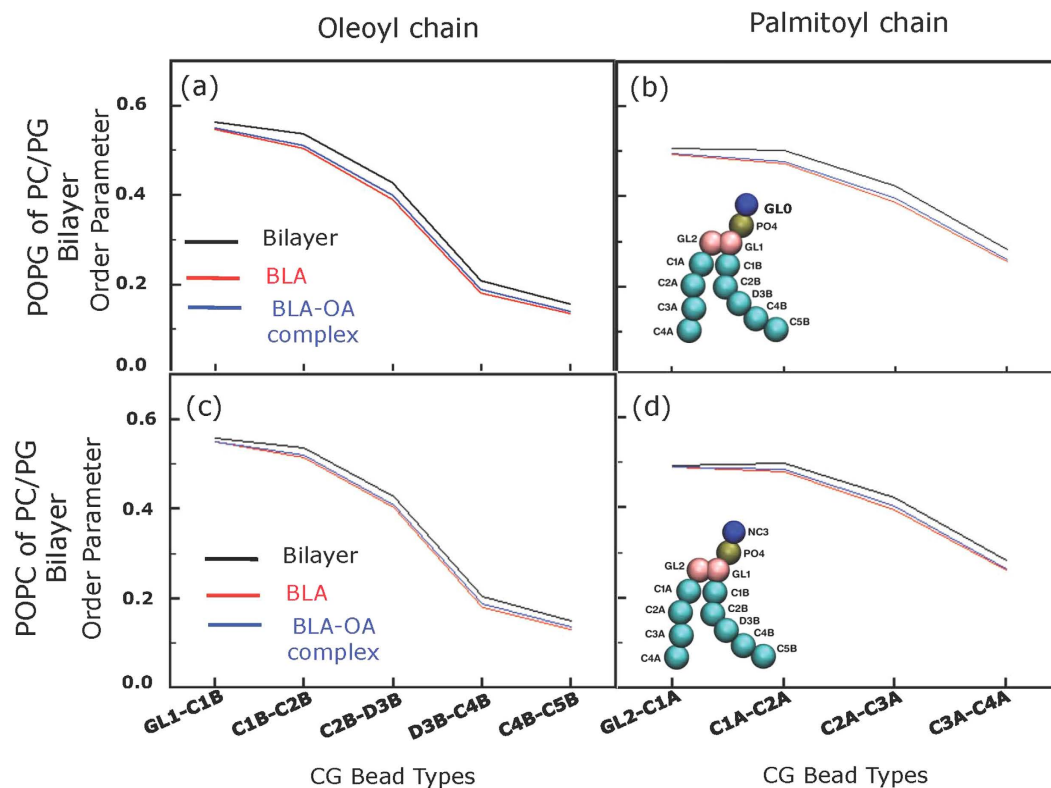 Oleoyl chain
Palmitoyl chain
POPG of PC/PG
Bilayer
Order Parameter
(a)
0.6
0.4
0.2
0.0
Bilayer
BLA
BLA-OA
complex
(b)
GL0
PO4
GL2
GL1
C1A
C1B
C2A
C2B
D3B
C3A
C4B
C4A
C5B
POPC of PC/PG
Bilayer
Order Parameter
(c)
0.6
0.4
0.2
0.0
Bilayer
BLA
BLA-OA
complex
(d)
NC3
PO4
GL2
GL1
C1A
C1B
C2A
C2B
D3B
C3A
C4B
C4A
C5B
GL1-C1B
C1B-C2B
C2B-D3B
D3B-C4B
C4B-C5B
GL2-C1A
C1A-C2A
C2A-C3A
C3A-C4A
CG Bead Types
CG Bead Types